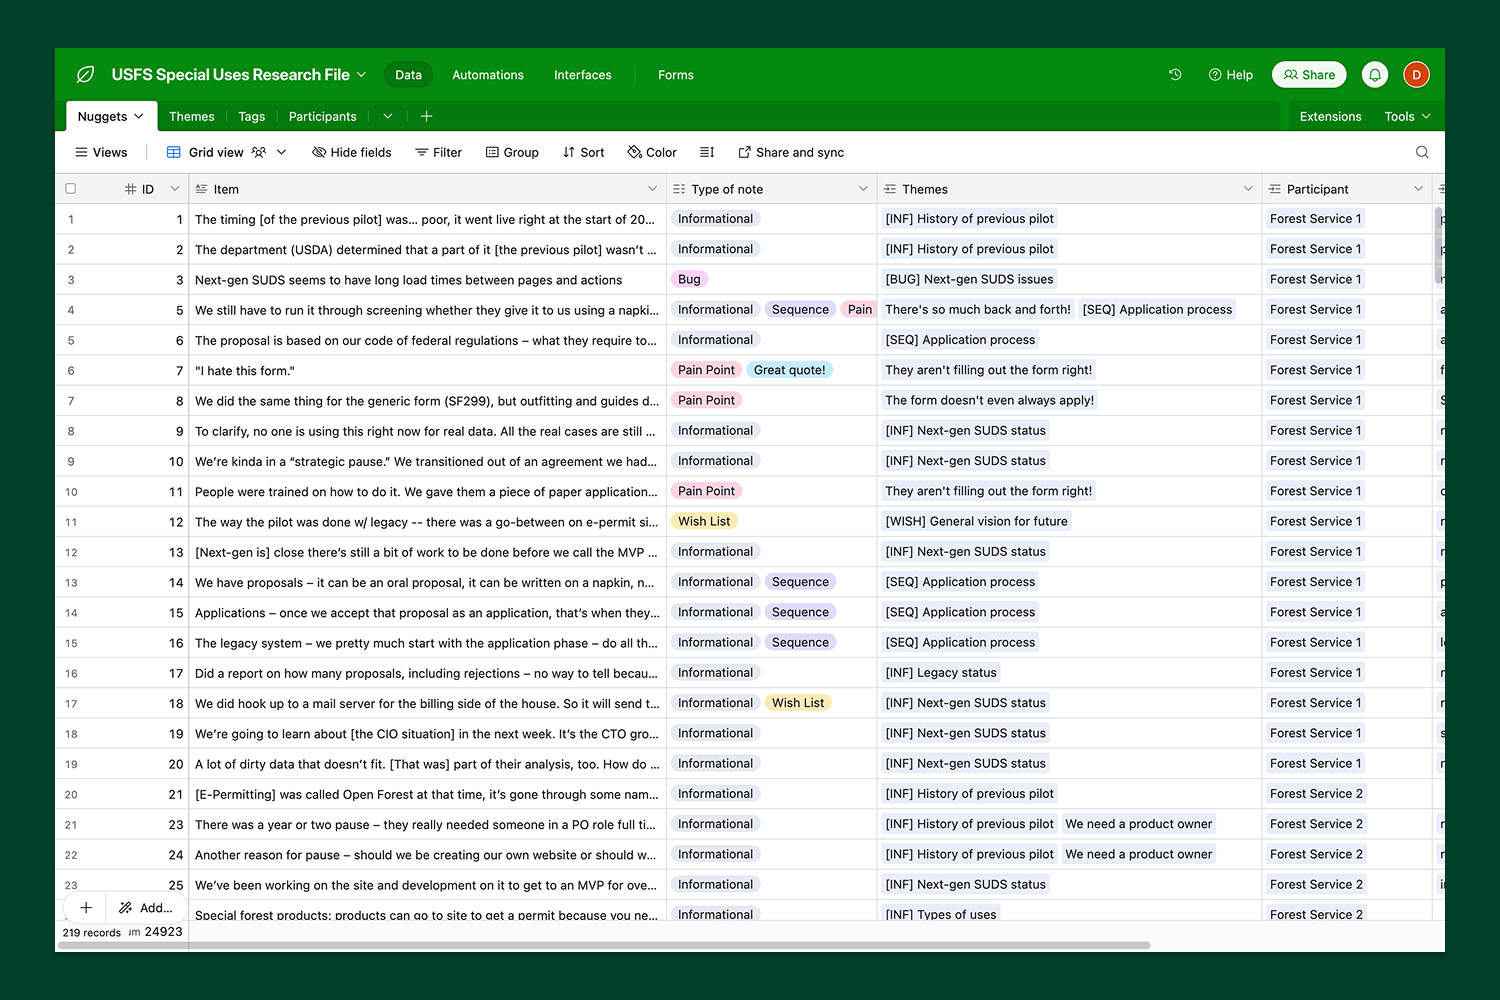 USFS Special Uses Research File Data Automations Interfaces Forms Help Share D
Nuggets Themes Tags Participants Extensions Tools
Views Grid view Hide fields Filter Group Sort Color Share and sync
ID Item Type of note Themes Participant
1 1 The timing [of the previous pilot] was... poor, it went live right at the start of 20... Informational [INF] History of previous pilot Forest Service 1
2 2 The department (USDA) determined that a part of it [the previous pilot] wasn't ... Informational [INF] History of previous pilot Forest Service 1
3 3 Next-gen SUDS seems to have long load times between pages and actions Bug [BUG] Next-gen SUDS issues Forest Service 1
4 5 We still have to run it through screening whether they give it to us using a napki... Informational Sequence Pain There's so much back and forth! [SEQ] Application process Forest Service 1
5 6 The proposal is based on our code of federal regulations – what they require to... Informational [SEQ] Application process Forest Service 1
6 7 "I hate this form." Pain Point Great quote! They aren't filling out the form right! Forest Service 1
7 8 We did the same thing for the generic form (SF299), but outfitting and guides d... Pain Point The form doesn't even always apply! Forest Service 1
8 9 To clarify, no one is using this right now for real data. All the real cases are still ... Informational [INF] Next-gen SUDS status Forest Service 1
9 10 We're kinda in a “strategic pause.” We transitioned out of an agreement we had... Informational [INF] Next-gen SUDS status Forest Service 1
10 11 People were trained on how to do it. We gave them a piece of paper application... Pain Point They aren't filling out the form right! Forest Service 1
11 12 The way the pilot was done w/ legacy -- there was a go-between on e-permit si... Wish List [WISH] General vision for future Forest Service 1
12 13 [Next-gen is] close there's still a bit of work to be done before we call the MVP ... Informational [INF] Next-gen SUDS status Forest Service 1
13 14 We have proposals – it can be an oral proposal, it can be written on a napkin, n... Informational Sequence [SEQ] Application process Forest Service 1
14 15 Applications – once we accept that proposal as an application, that's when they... Informational Sequence [SEQ] Application process Forest Service 1
15 16 The legacy system – we pretty much start with the application phase – do all th... Informational Sequence [SEQ] Application process Forest Service 1
16 17 Did a report on how many proposals, including rejections – no way to tell becau... Informational [INF] Legacy status Forest Service 1
17 18 We did hook up to a mail server for the billing side of the house. So it will send t... Informational Wish List [INF] Next-gen SUDS status Forest Service 1
18 19 We're going to learn about [the CIO situation] in the next week. It's the CTO gro... Informational [INF] Next-gen SUDS status Forest Service 1
19 20 A lot of dirty data that doesn't fit. [That was] part of their analysis, too. How do ... Informational [INF] Next-gen SUDS status Forest Service 1
20 21 [E-Permitting] was called Open Forest at that time, it's gone through some nam... Informational [INF] History of previous pilot Forest Service 2
21 23 There was a year or two pause – they really needed someone in a PO role full ti... Informational [INF] History of previous pilot We need a product owner Forest Service 2
22 24 Another reason for pause – should we be creating our own website or should w... Informational [INF] History of previous pilot We need a product owner Forest Service 2
23 25 We've been working on the site and development on it to get to an MVP for ove... Informational [INF] Next-gen SUDS status Forest Service 2
Add... Special forest products: products can go to site to get a permit because you ne... Informational [INF] Types of uses Forest Service 2
219 records 24923